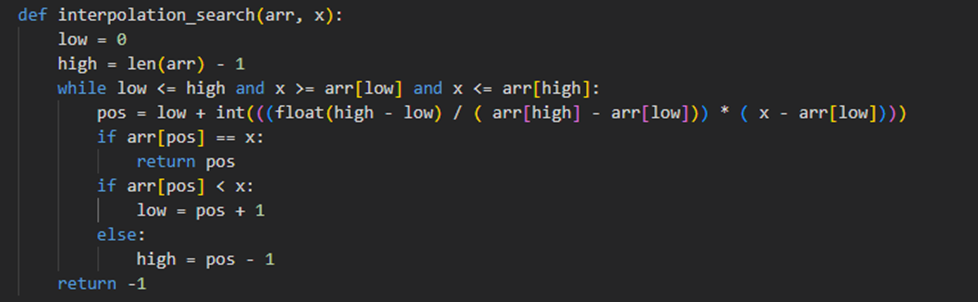 def interpolation_search(arr, x):
    low = 0
    high = len(arr) - 1
    while low <= high and x >= arr[low] and x <= arr[high]:
        pos = low + int(((float(high - low) / ( arr[high] - arr[low])) * ( x - arr[low])))
        if arr[pos] == x:
            return pos
        if arr[pos] < x:
            low = pos + 1
        else:
            high = pos - 1
    return -1